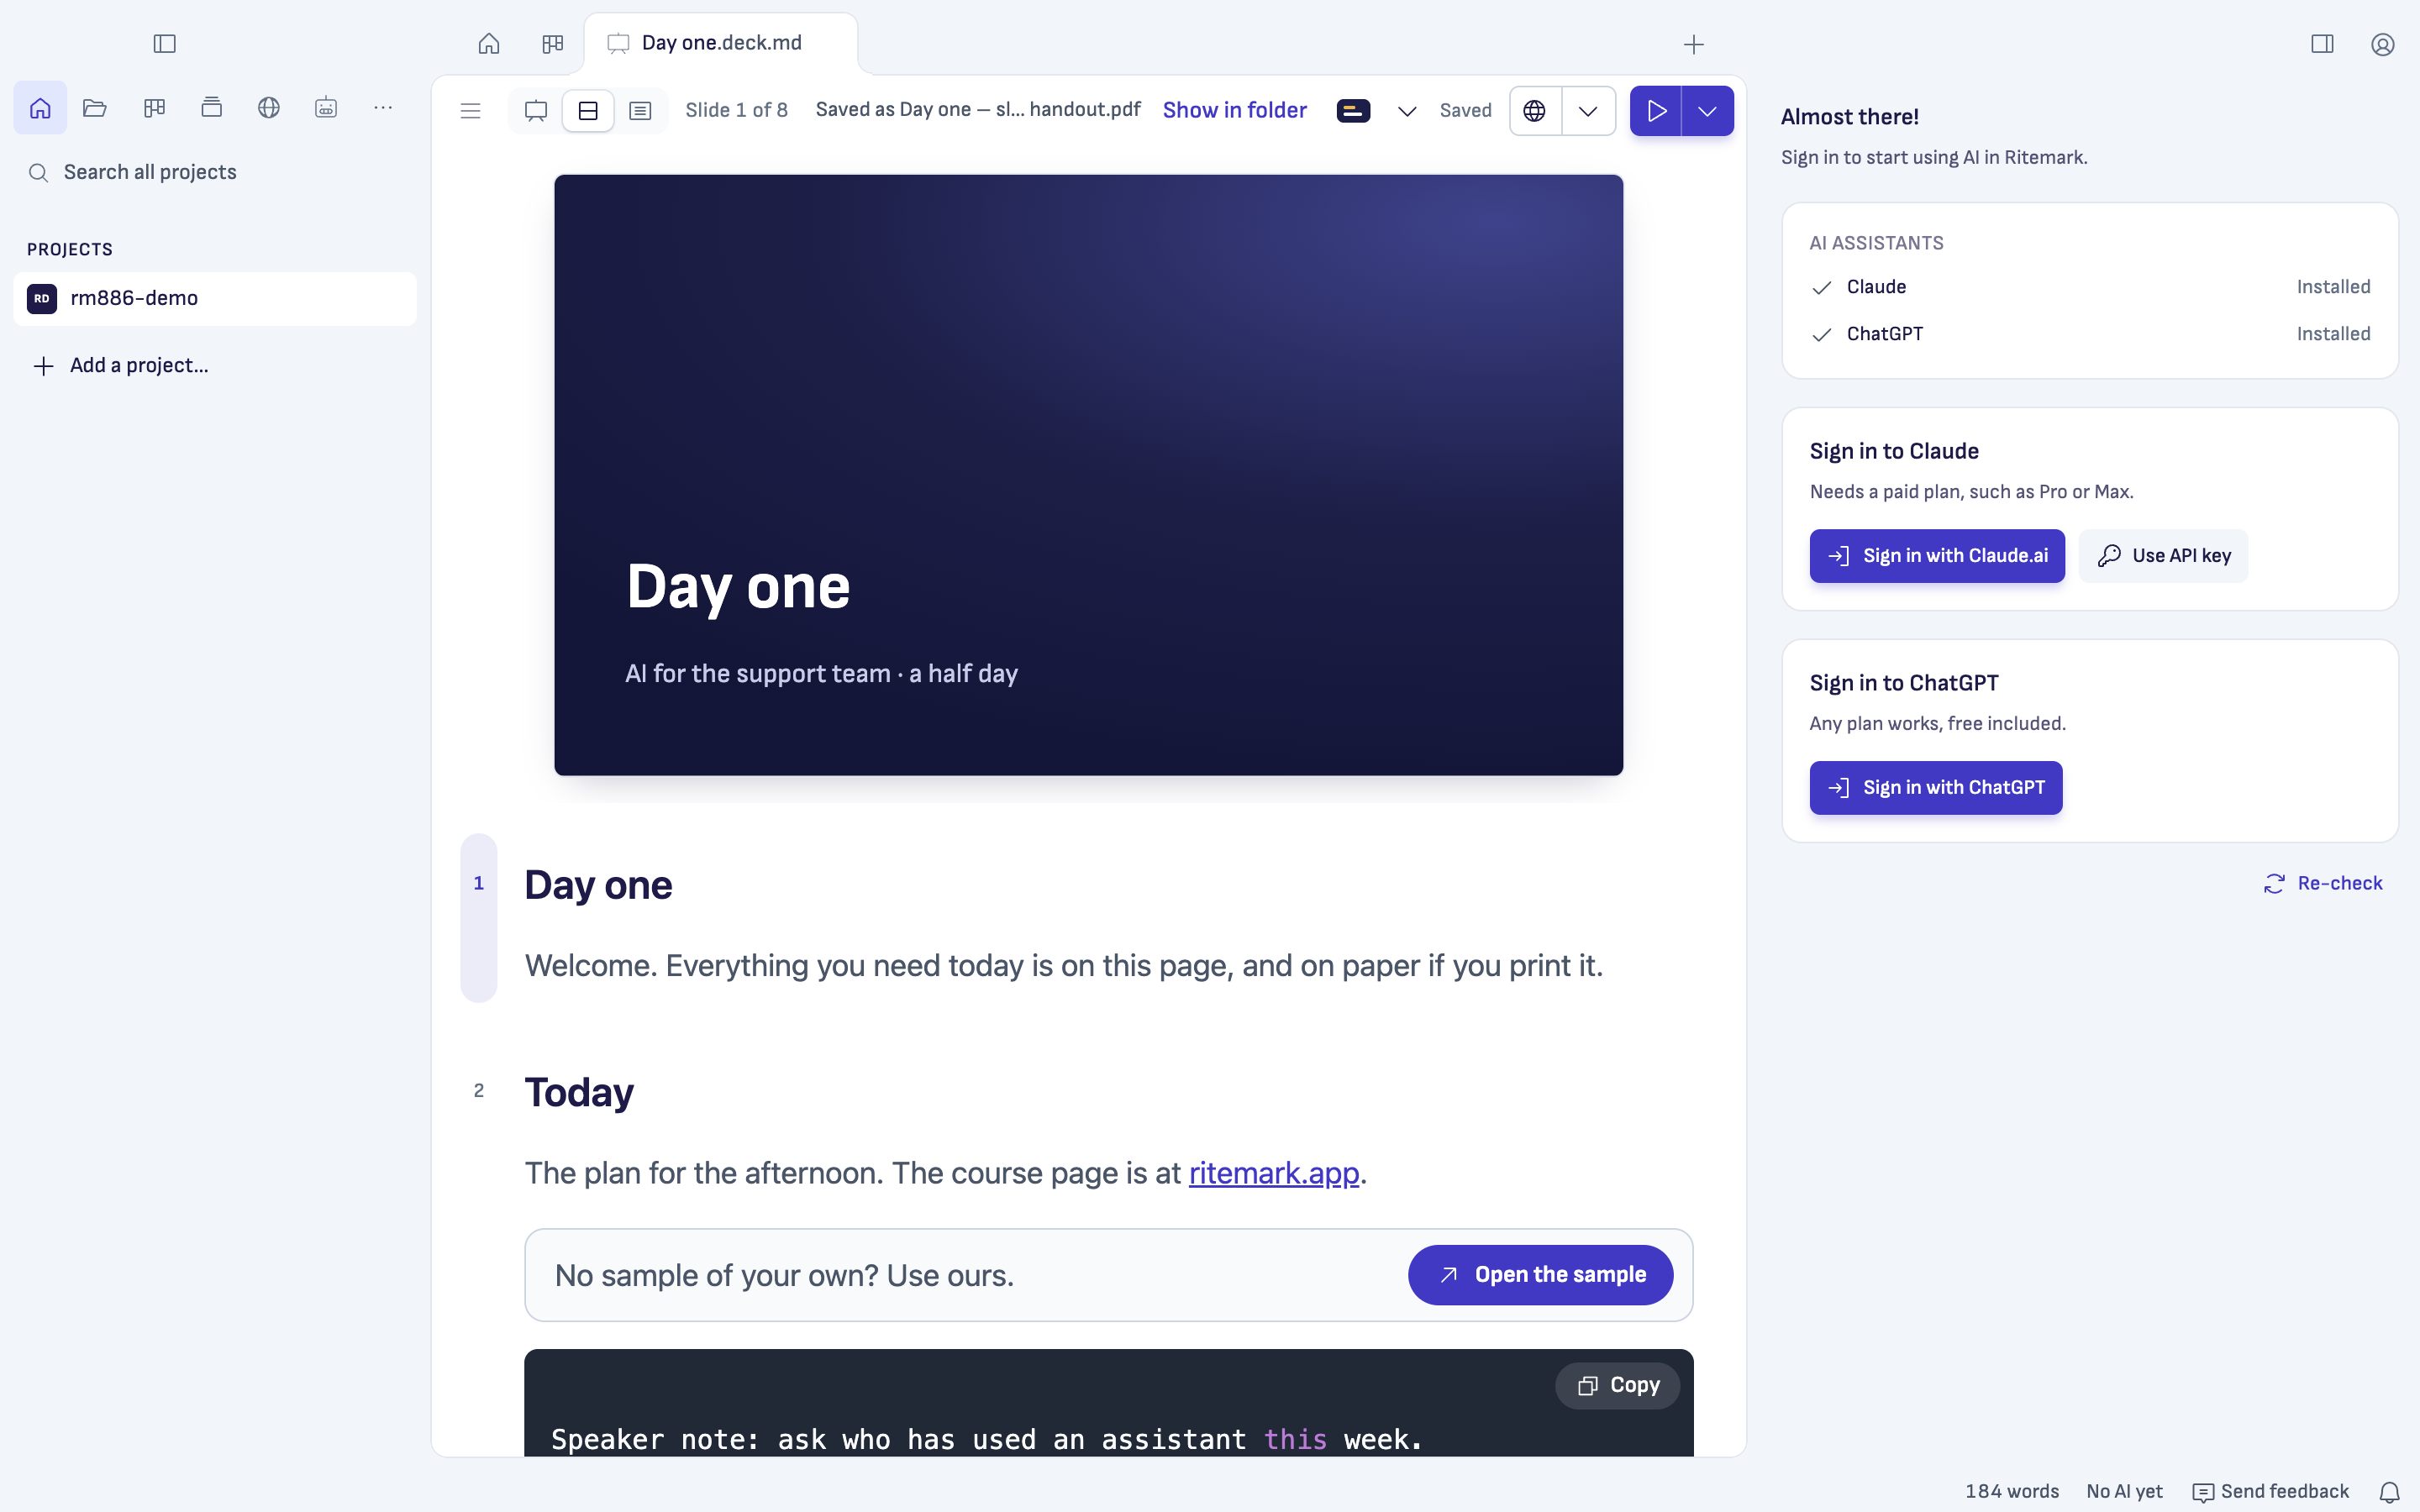 Day one.deck.md
Search all projects
PROJECTS
RD rm886-demo
Add a project...
Slide 1 of 8 Saved as Day one – sl... handout.pdf Show in folder Saved
Day one
AI for the support team · a half day
1 Day one
Welcome. Everything you need today is on this page, and on paper if you print it.
2 Today
The plan for the afternoon. The course page is at ritemark.app.
No sample of your own? Use ours. Open the sample
Copy
Speaker note: ask who has used an assistant this week.
Almost there!
Sign in to start using AI in Ritemark.
AI ASSISTANTS
Claude Installed
ChatGPT Installed
Sign in to Claude
Needs a paid plan, such as Pro or Max.
Sign in with Claude.ai Use API key
Sign in to ChatGPT
Any plan works, free included.
Sign in with ChatGPT
Re-check
184 words No AI yet Send feedback